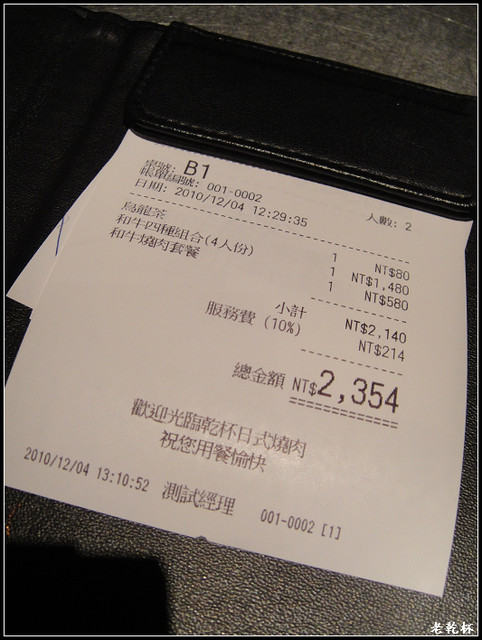 桌號: B1
帳單編號: 001-0002
日期: 2010/12/04 12:29:35 人數: 2
烏龍茶 1 NT$80
和牛四種組合(4人份) 1 NT$1,480
和牛燒肉套餐 1 NT$580
小計 NT$2,140
服務費 (10%) NT$214
總金額 NT$2,354
歡迎光臨乾杯日式燒肉
祝您用餐愉快
2010/12/04 13:10:52 測試經理 001-0002 [1]
老乾杯